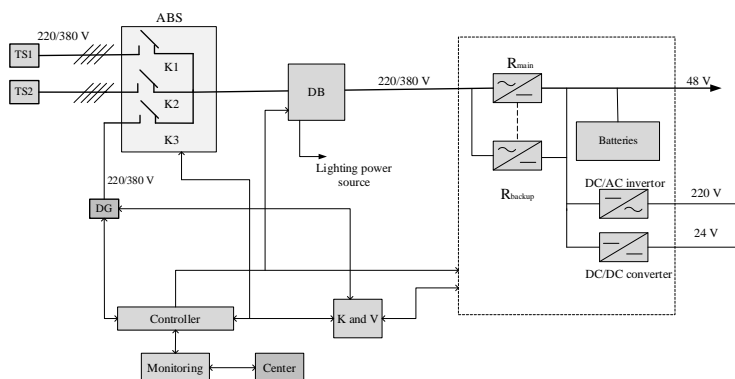 ABS
220/380 V
TS1
K1
TS2
K2
K3
DB
220/380 V
Rmain
48 V
Batteries
Lighting power
source
Rbackup
DC/AC invertor
220 V
220/380 V
DG
24 V
DC/DC converter
Controller
K and V
Monitoring
Center